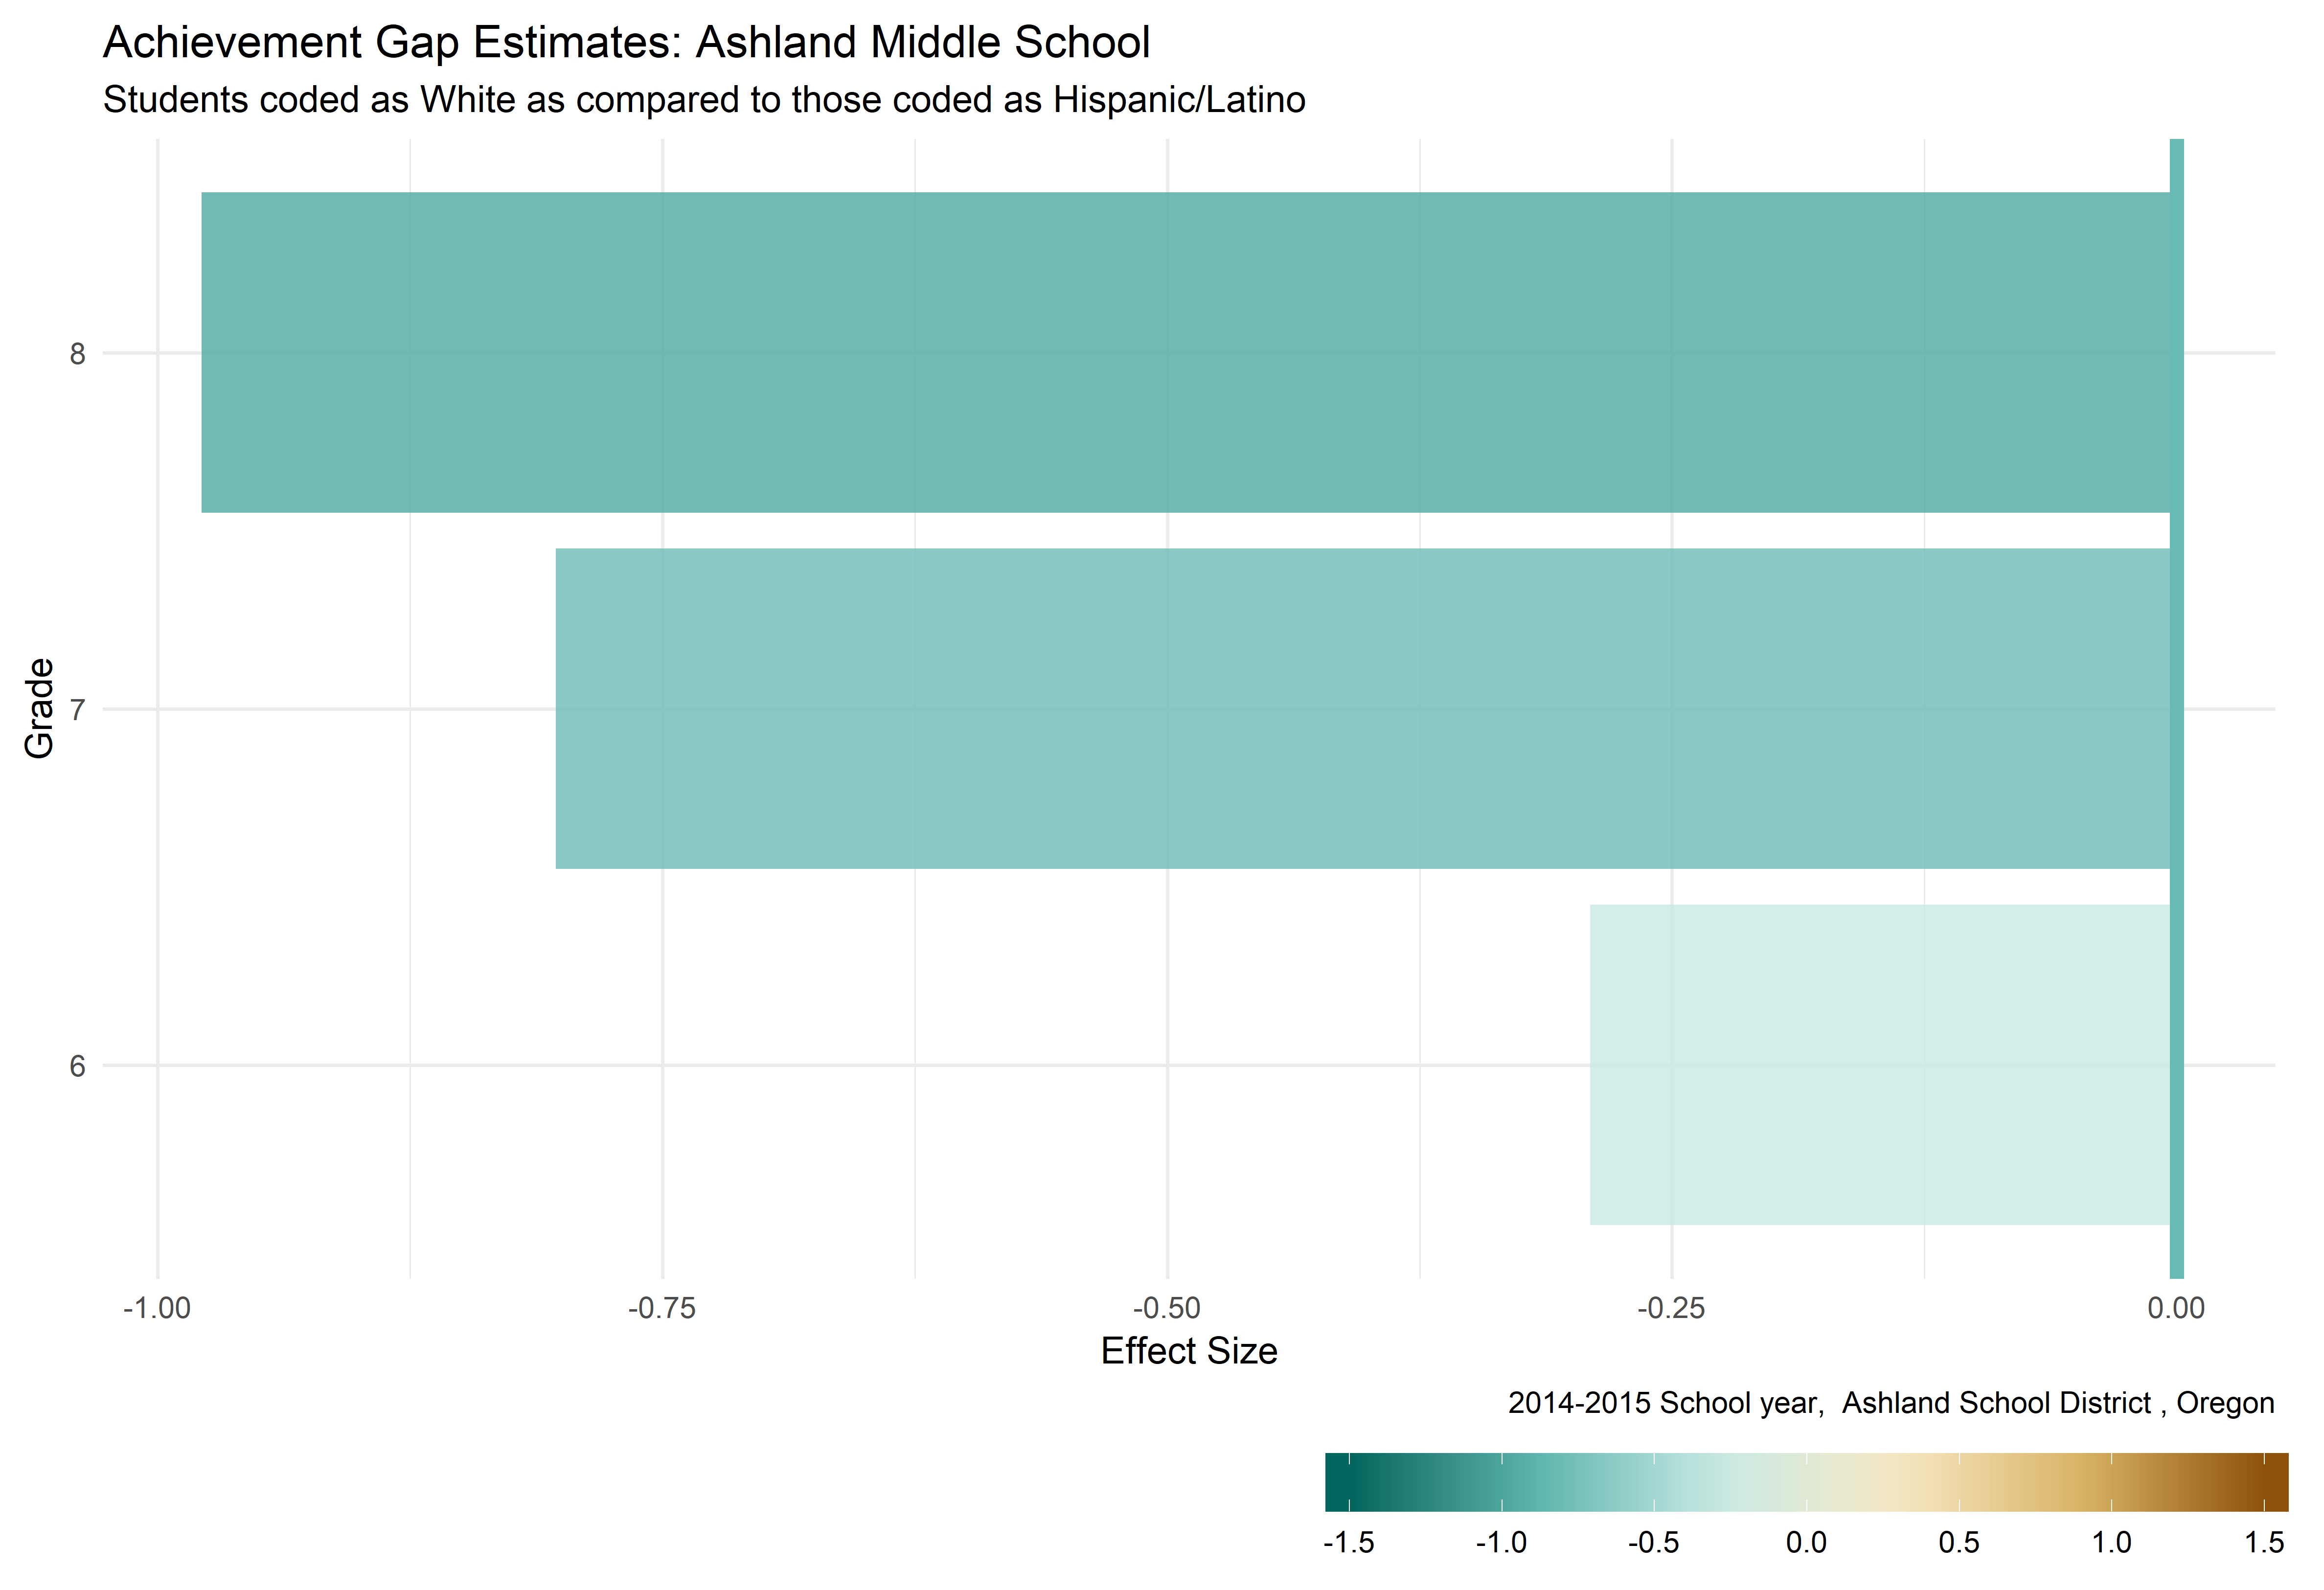 Achievement Gap Estimates: Ashland Middle School
Students coded as White as compared to those coded as Hispanic/Latino
Grade
8
7
6
-1.00 -0.75 -0.50 -0.25 0.00
Effect Size
2014-2015 School year,  Ashland School District , Oregon
-1.5 -1.0 -0.5 0.0 0.5 1.0 1.5